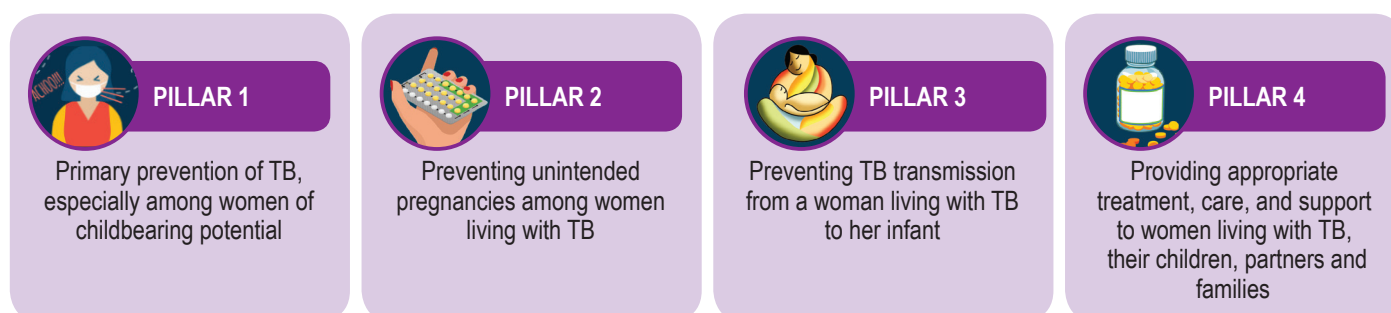 ACHOO!!!
PILLAR 1
Primary prevention of TB,
especially among women of
childbearing potential
PILLAR 2
Preventing unintended
pregnancies among women
living with TB
PILLAR 3
Preventing TB transmission
from a woman living with TB
to her infant
PILLAR 4
Providing appropriate
treatment, care, and support
to women living with TB,
their children, partners and
families